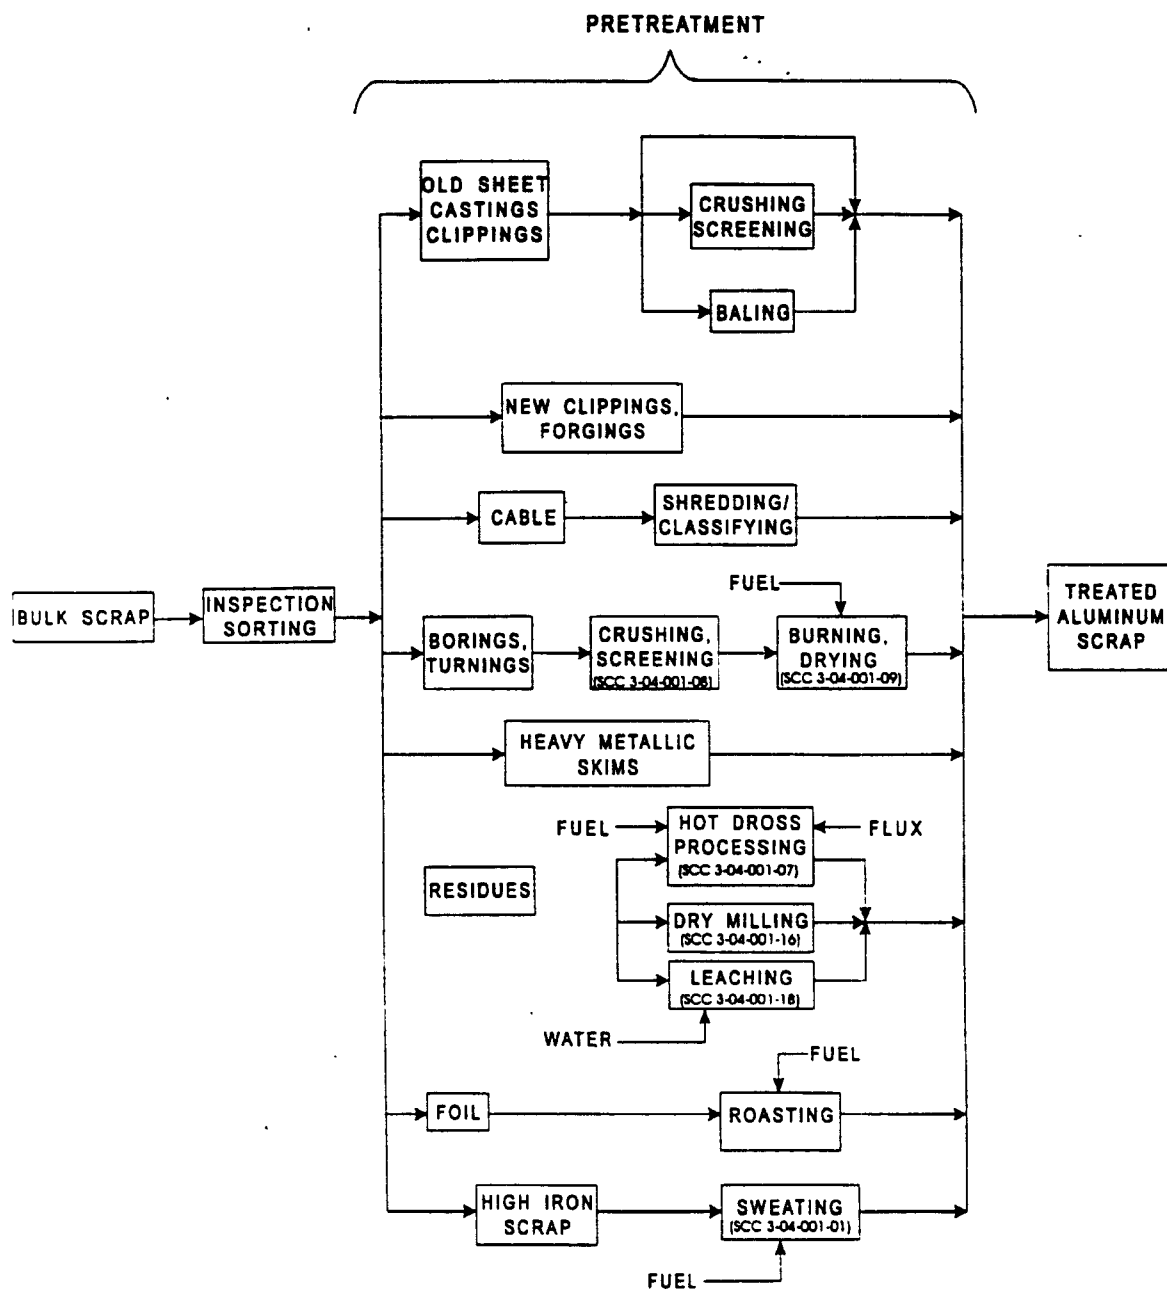 PRETREATMENT
OLD SHEET
CASTINGS
CLIPPINGS
CRUSHING
SCREENING
BALING
NEW CLIPPINGS,
FORGINGS
CABLE
SHREDDING/
CLASSIFYING
BULK SCRAP
INSPECTION
SORTING
BORINGS,
TURNINGS
CRUSHING,
SCREENING
(SCC 3-04-001-08)
FUEL
BURNING,
DRYING
(SCC 3-04-001-09)
TREATED
ALUMINUM
SCRAP
HEAVY METALLIC
SKIMS
RESIDUES
FUEL
HOT DROSS
PROCESSING
(SCC 3-04-001-07)
FLUX
DRY MILLING
(SCC 3-04-001-16)
LEACHING
(SCC 3-04-001-18)
WATER
FOIL
FUEL
ROASTING
HIGH IRON
SCRAP
SWEATING
(SCC 3-04-001-01)
FUEL